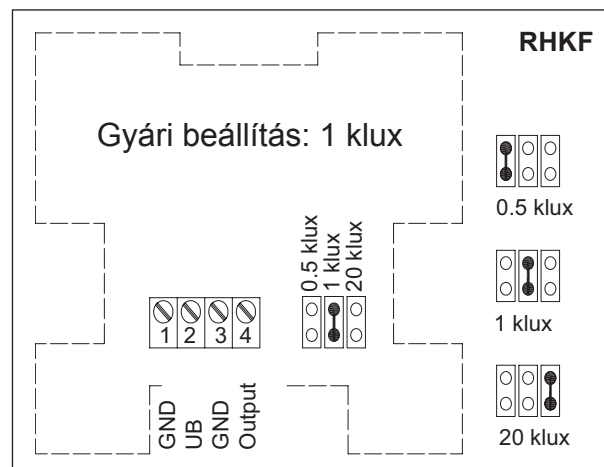 RHKF
Gyári beállítás: 1 klux
0.5 klux
1 klux
20 klux
1 2 3 4
GND
UB
GND
Output
0.5 klux
1 klux
20 klux